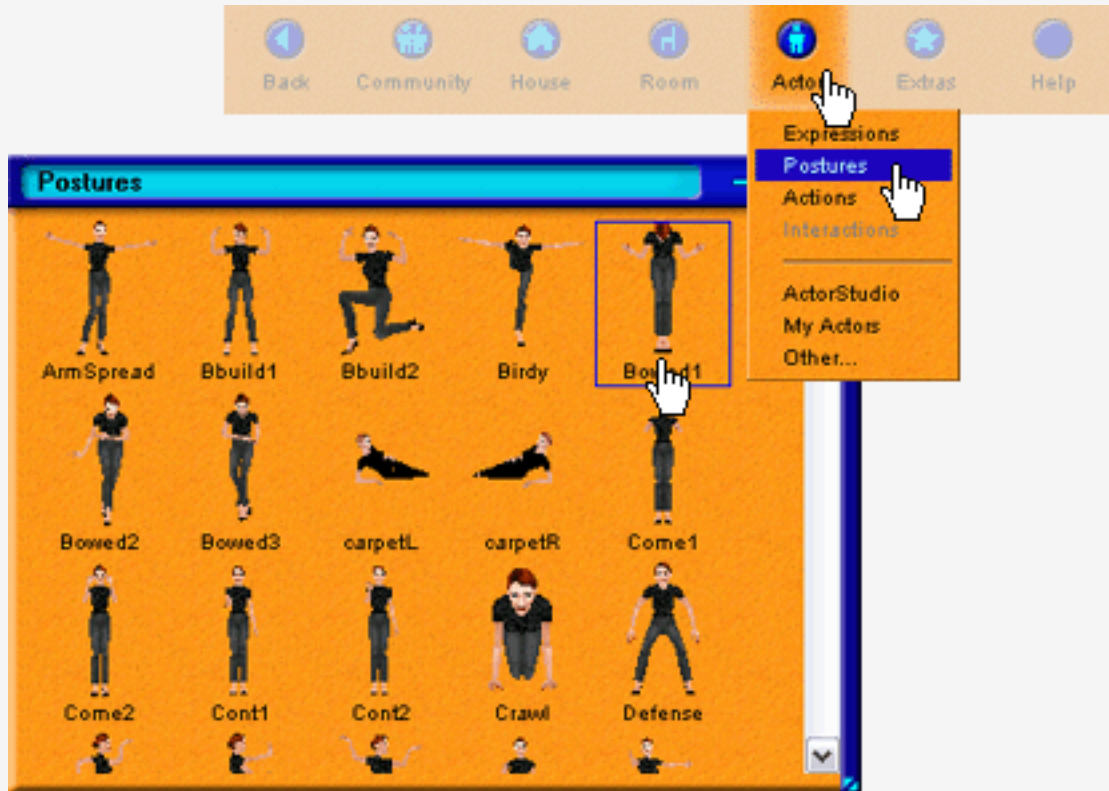 Back Community House Room Actor Extras Help
Expressions
Postures
Actions
Interactions
ActorStudio
My Actors
Other...
Postures
ArmSpread Bbuild1 Bbuild2 Birdy Bowed1
Bowed2 Bowed3 carpetL carpetR Come1
Come2 Cont1 Cont2 Crawl Defense